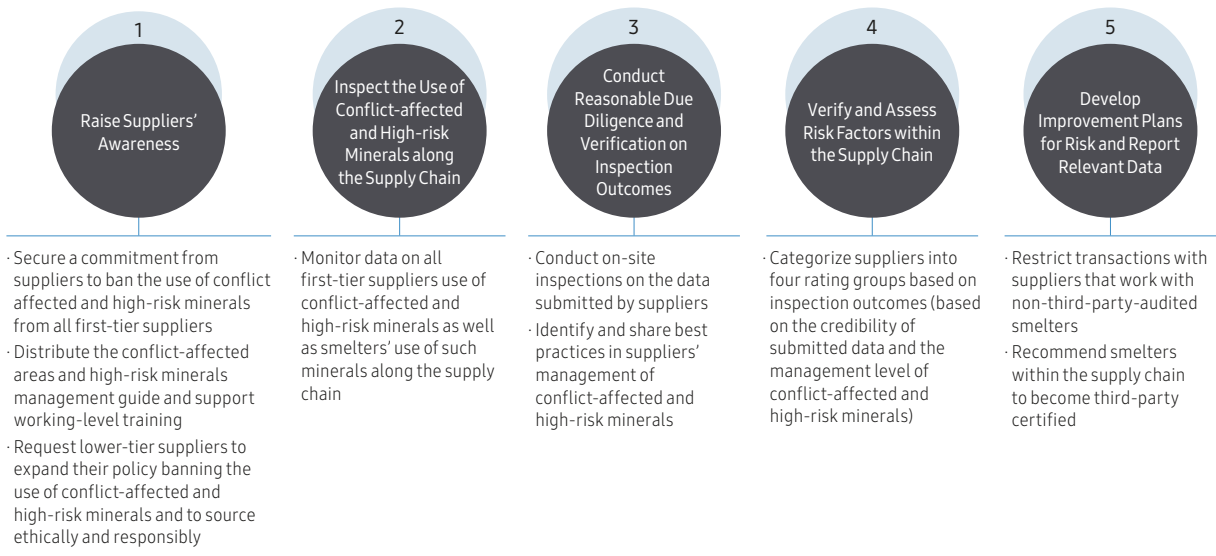 1
Raise Suppliers'
Awareness
· Secure a commitment from
suppliers to ban the use of conflict
affected and high-risk minerals
from all first-tier suppliers
· Distribute the conflict-affected
areas and high-risk minerals
management guide and support
working-level training
· Request lower-tier suppliers to
expand their policy banning the
use of conflict-affected and
high-risk minerals and to source
ethically and responsibly
2
Inspect the Use of
Conflict-affected
and High-risk
Minerals along
the Supply Chain
· Monitor data on all
first-tier suppliers use of
conflict-affected and
high-risk minerals as well
as smelters' use of such
minerals along the supply
chain
3
Conduct
Reasonable Due
Diligence and
Verification on
Inspection
Outcomes
· Conduct on-site
inspections on the data
submitted by suppliers
· Identify and share best
practices in suppliers'
management of
conflict-affected and
high-risk minerals
4
Verify and Assess
Risk Factors within
the Supply Chain
· Categorize suppliers into
four rating groups based on
inspection outcomes (based
on the credibility of
submitted data and the
management level of
conflict-affected and
high-risk minerals)
5
Develop
Improvement Plans
for Risk and Report
Relevant Data
· Restrict transactions with
suppliers that work with
non-third-party-audited
smelters
· Recommend smelters
within the supply chain
to become third-party
certified